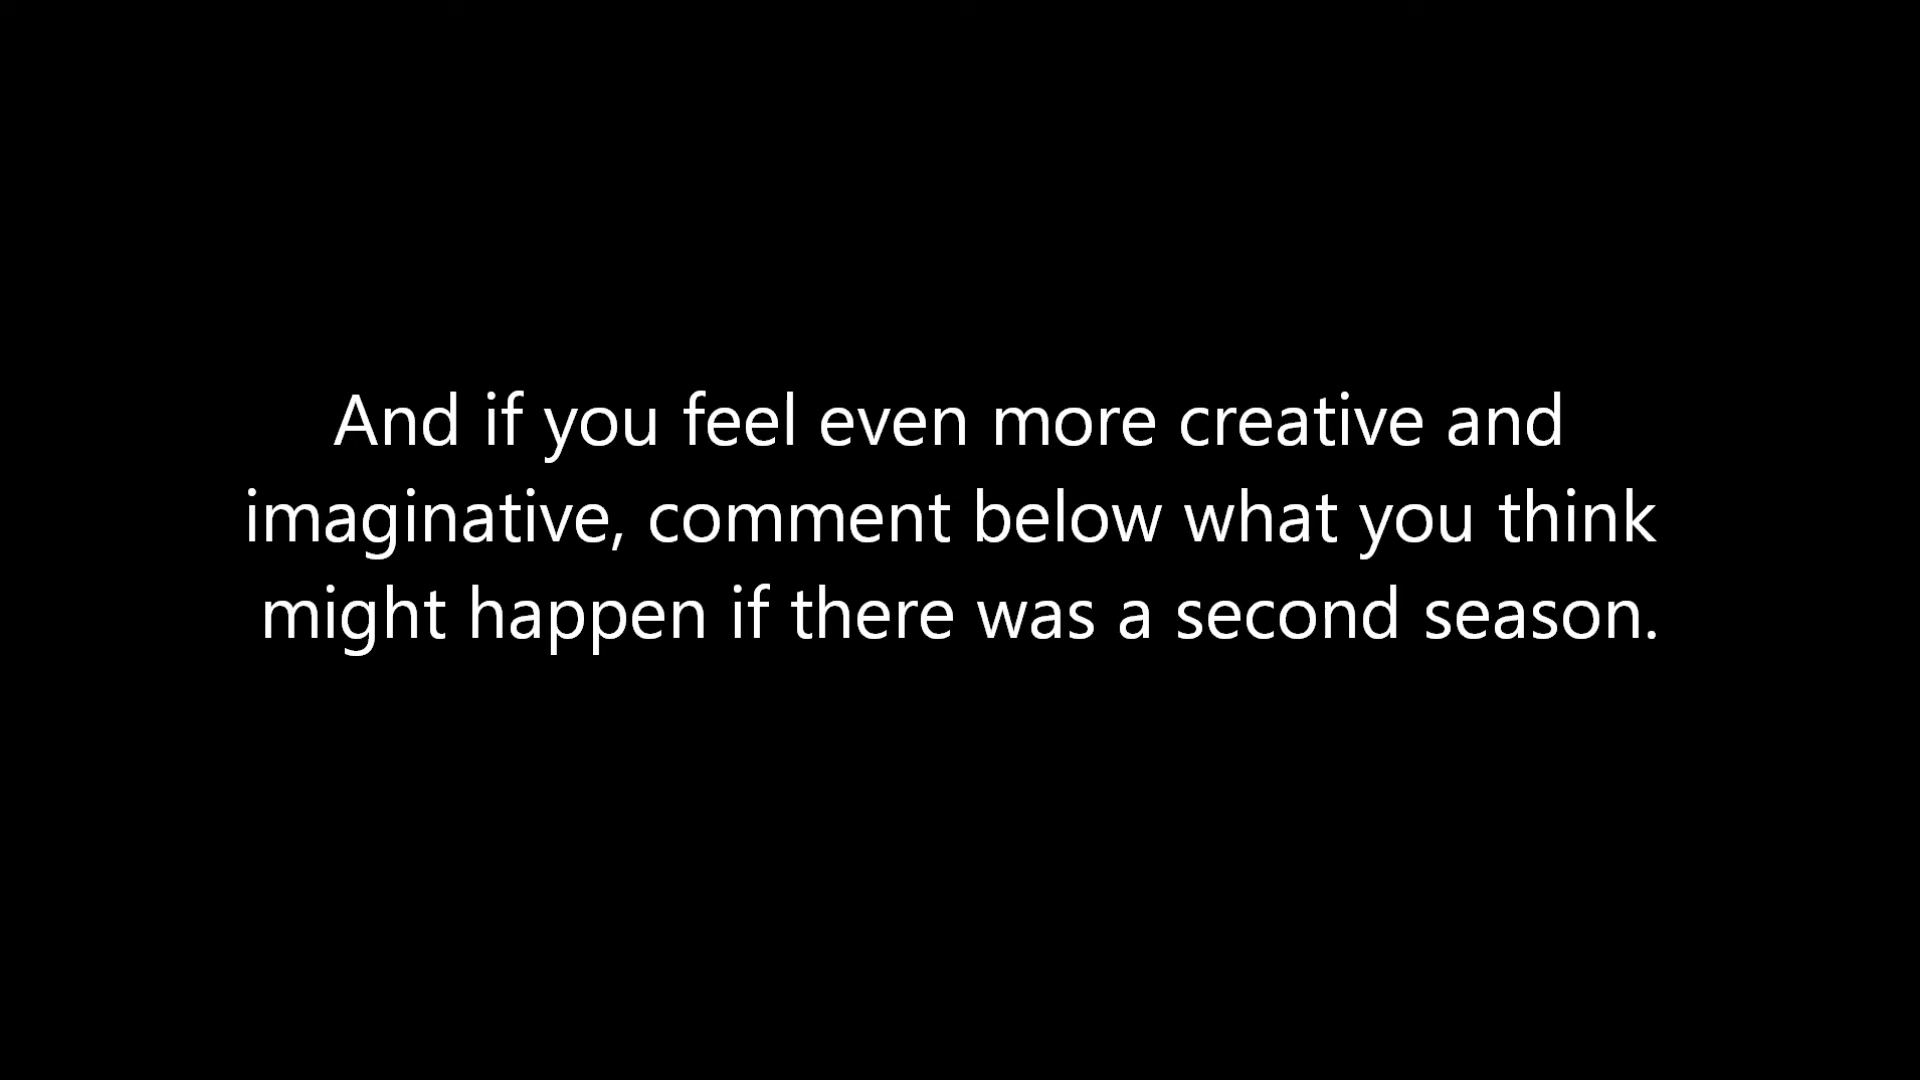 And if you feel even more creative and
imaginative, comment below what you think
might happen if there was a second season.